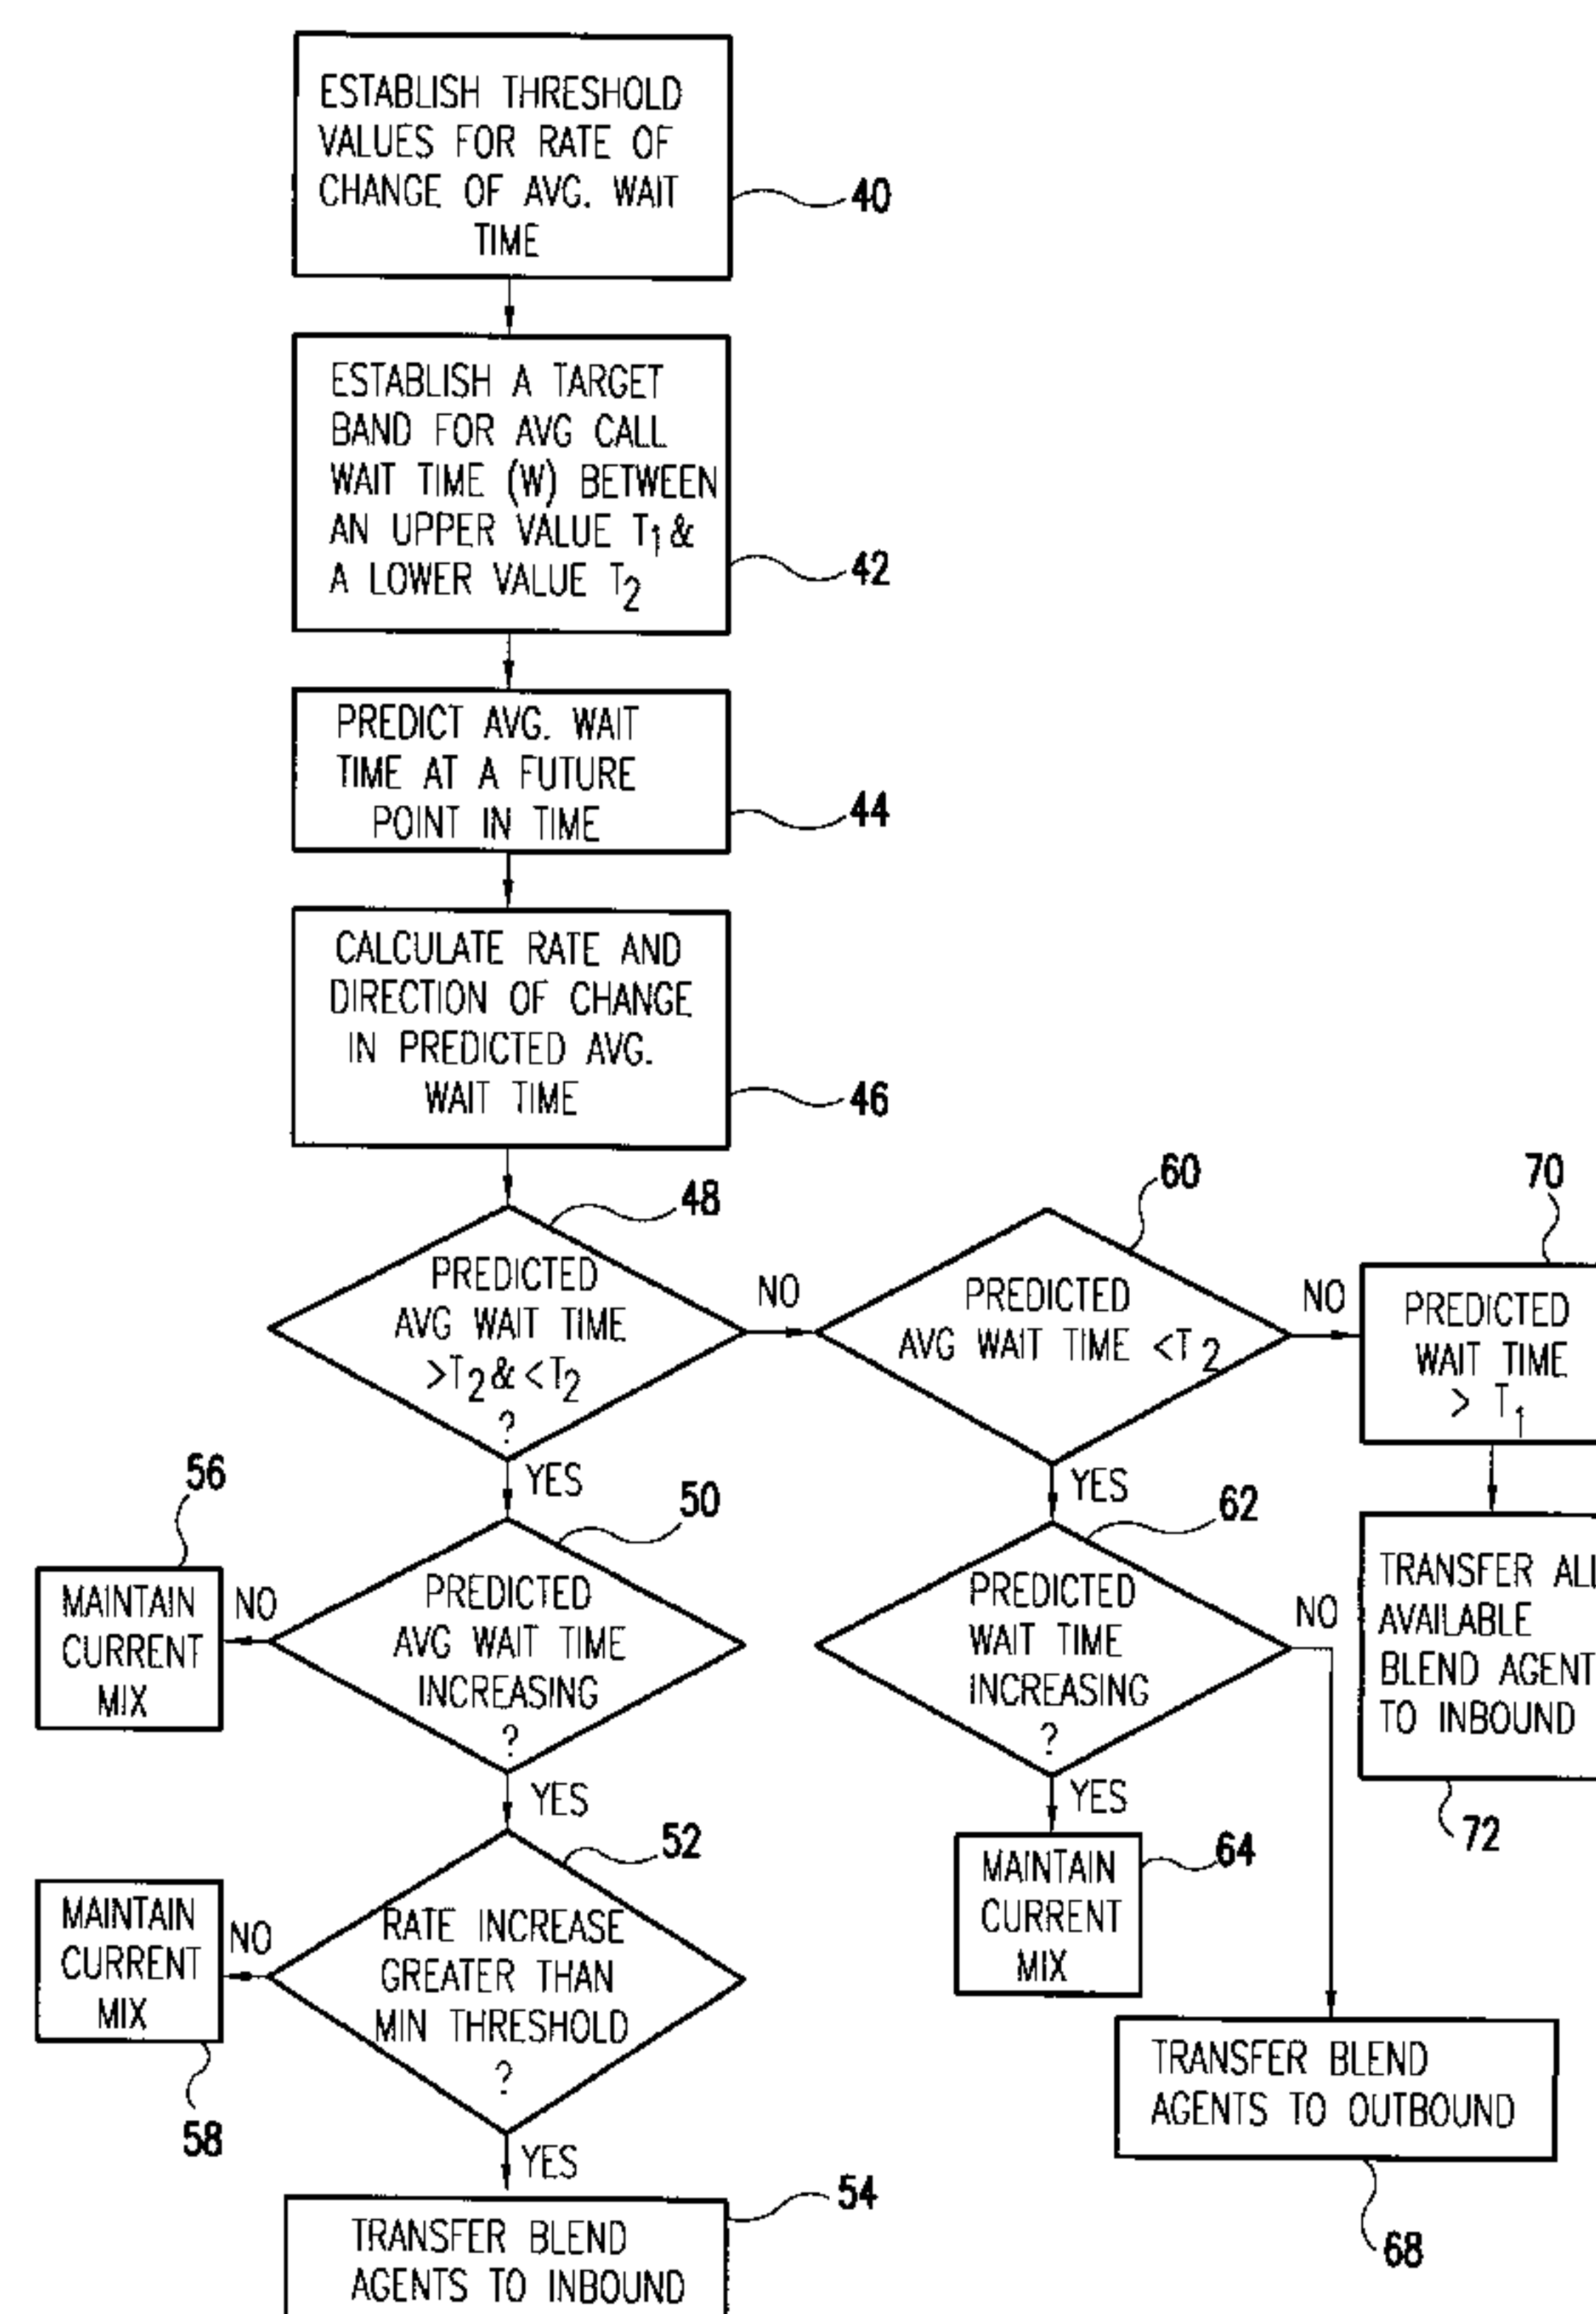 ESTABLISH THRESHOLD
VALUES FOR RATE OF
CHANGE OF AVG. WAIT
TIME
40
ESTABLISH A TARGET
BAND FOR AVG CALL
WAIT TIME (W) BETWEEN
AN UPPER VALUE T1 &
A LOWER VALUE T2
42
PREDICT AVG. WAIT
TIME AT A FUTURE
POINT IN TIME
44
CALCULATE RATE AND
DIRECTION OF CHANGE
IN PREDICTED AVG.
WAIT TIME
46
48
PREDICTED
AVG WAIT TIME
>T2 & <T2
?
NO
YES
60
PREDICTED
AVG WAIT TIME <T2
NO
YES
70
PREDICTED
WAIT TIME
> T1
56
MAINTAIN
CURRENT
MIX
NO
50
PREDICTED
AVG WAIT TIME
INCREASING
?
YES
62
PREDICTED
WAIT TIME
INCREASING
?
NO
YES
TRANSFER ALL
AVAILABLE
BLEND AGENT
TO INBOUND
72
MAINTAIN
CURRENT
MIX
58
NO
52
RATE INCREASE
GREATER THAN
MIN THRESHOLD
?
YES
MAINTAIN
CURRENT
MIX
64
TRANSFER BLEND
AGENTS TO OUTBOUND
68
54
TRANSFER BLEND
AGENTS TO INBOUND